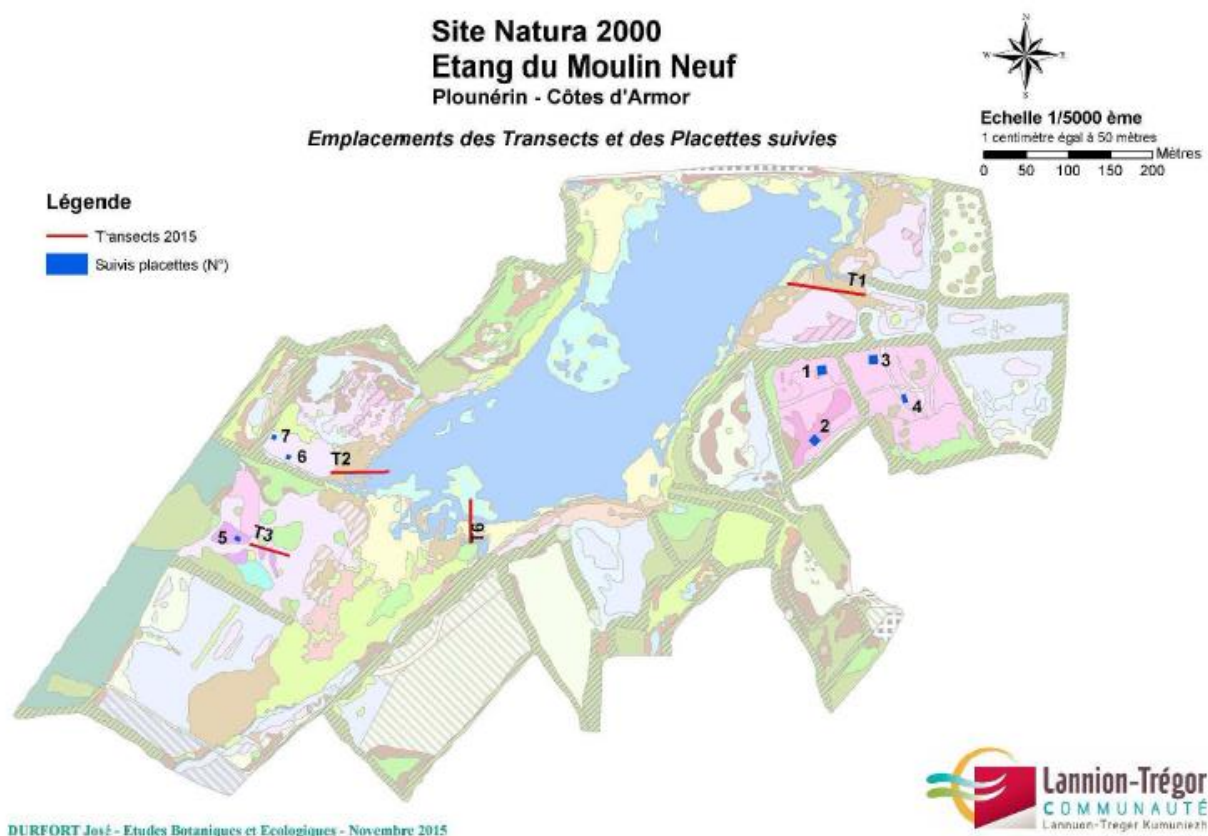 Site Natura 2000
Etang du Moulin Neuf
Plounérin - Côtes d'Armor
Emplacements des Transects et des Placettes suivies
N
W
E
S
Echelle 1/5000 ème
1 centimètre égal à 50 mètres
Mètres
0 50 100 150 200
Légende
Transects 2015
Suivis placettes (N°)
T1
1
3
4
2
7
6
T2
T6
5
T3
Lannion-Trégor
COMMUNAUTÉ
Lannuon-Treger Kumuniezh
DURFORT José - Etudes Botaniques et Ecologiques - Novembre 2015